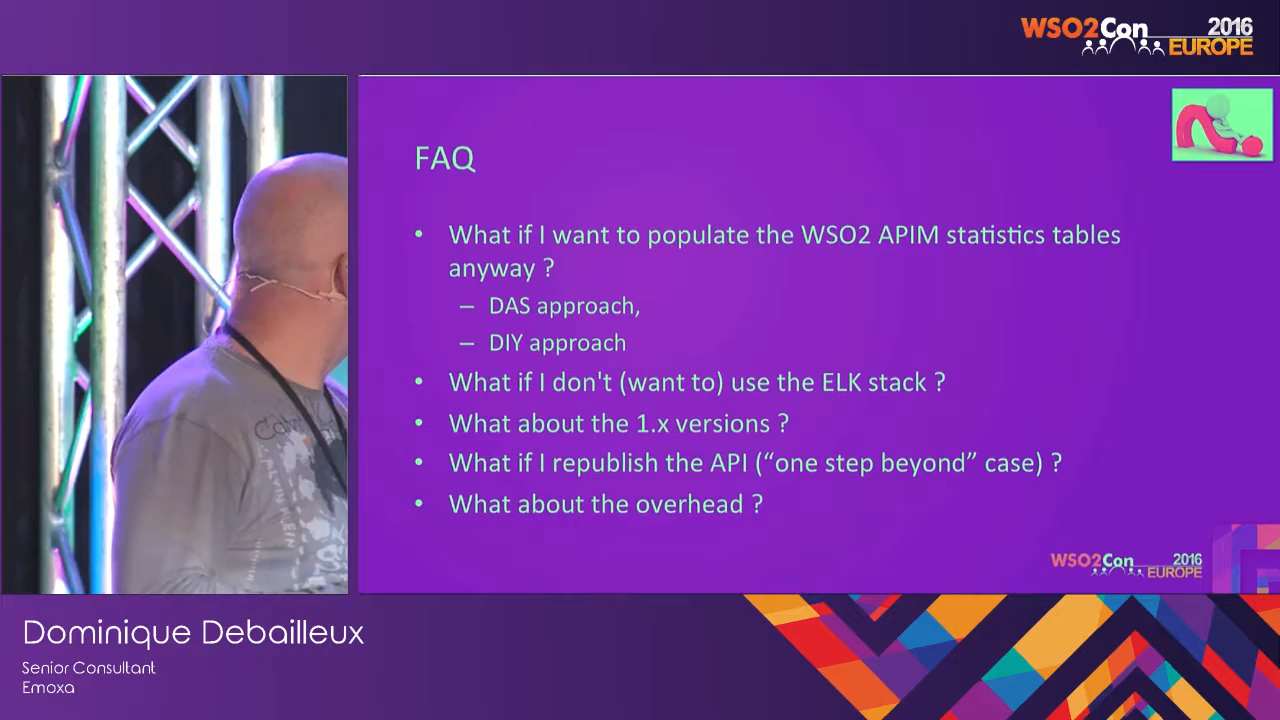 WSO2Con 2016
EUROPE
FAQ
• What if I want to populate the WSO2 APIM statistics tables
anyway ?
– DAS approach,
– DIY approach
• What if I don't (want to) use the ELK stack ?
• What about the 1.x versions ?
• What if I republish the API (“one step beyond” case) ?
• What about the overhead ?
WSO2Con 2016
EUROPE
Dominique Debailleux
Senior Consultant
Emoxa